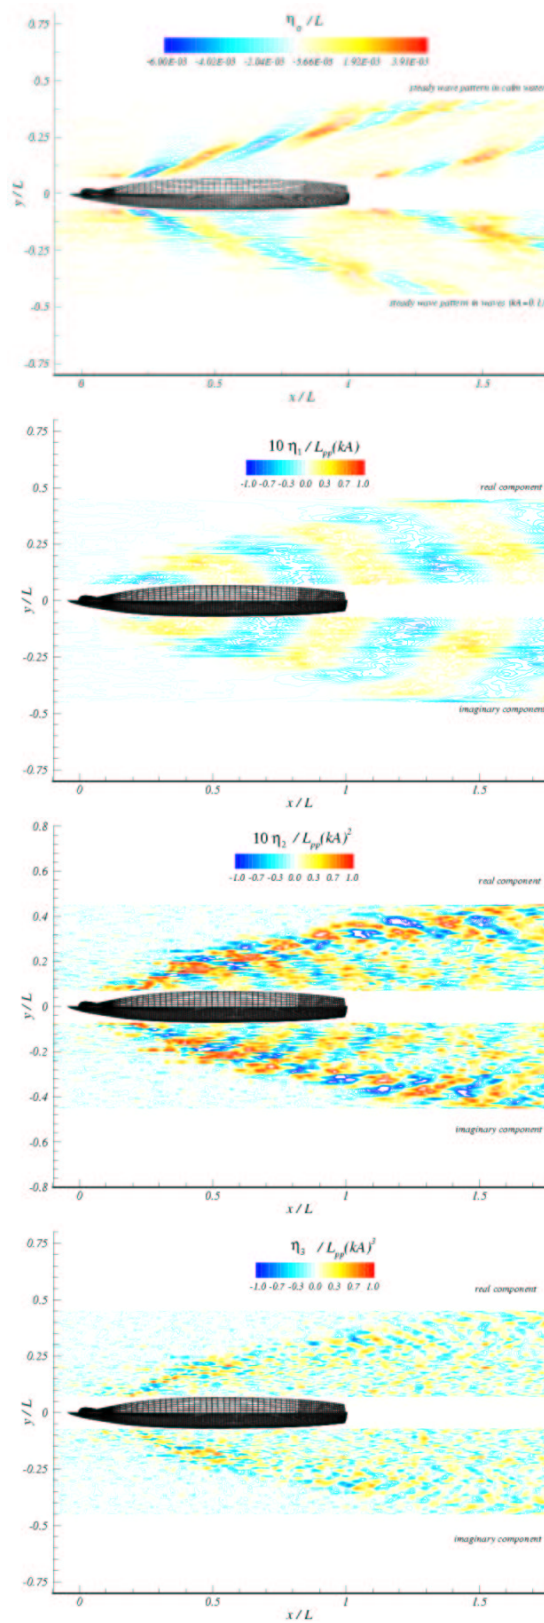 η₀ / L
-6.00E-03 -4.02E-03 -2.04E-03 -5.66E-05 1.92E-03 3.91E-03
steady wave pattern in calm water
0.75
0.5
0.25
0
-0.25
-0.5
-0.75
y / L
steady wave pattern in waves (kA=0.1)
0 0.5 1 1.5
x / L
10 η₁ / Lpp(kA)
-1.0 -0.7 -0.3 0.0 0.3 0.7 1.0
real component
0.75
0.5
0.25
0
-0.25
-0.5
-0.75
y / L
imaginary component
0 0.5 1 1.5
x / L
10 η₂ / Lpp(kA)²
-1.0 -0.7 -0.3 0.0 0.3 0.7 1.0
real component
0.8
0.6
0.4
0.2
0
-0.2
-0.4
-0.6
-0.8
y / L
imaginary component
0 0.5 1 1.5
x / L
η₃ / Lpp(kA)³
-1.0 -0.7 -0.3 0.0 0.3 0.7 1.0
real component
0.75
0.5
0.25
0
-0.25
-0.5
-0.75
y / L
imaginary component
0 0.5 1 1.5
x / L